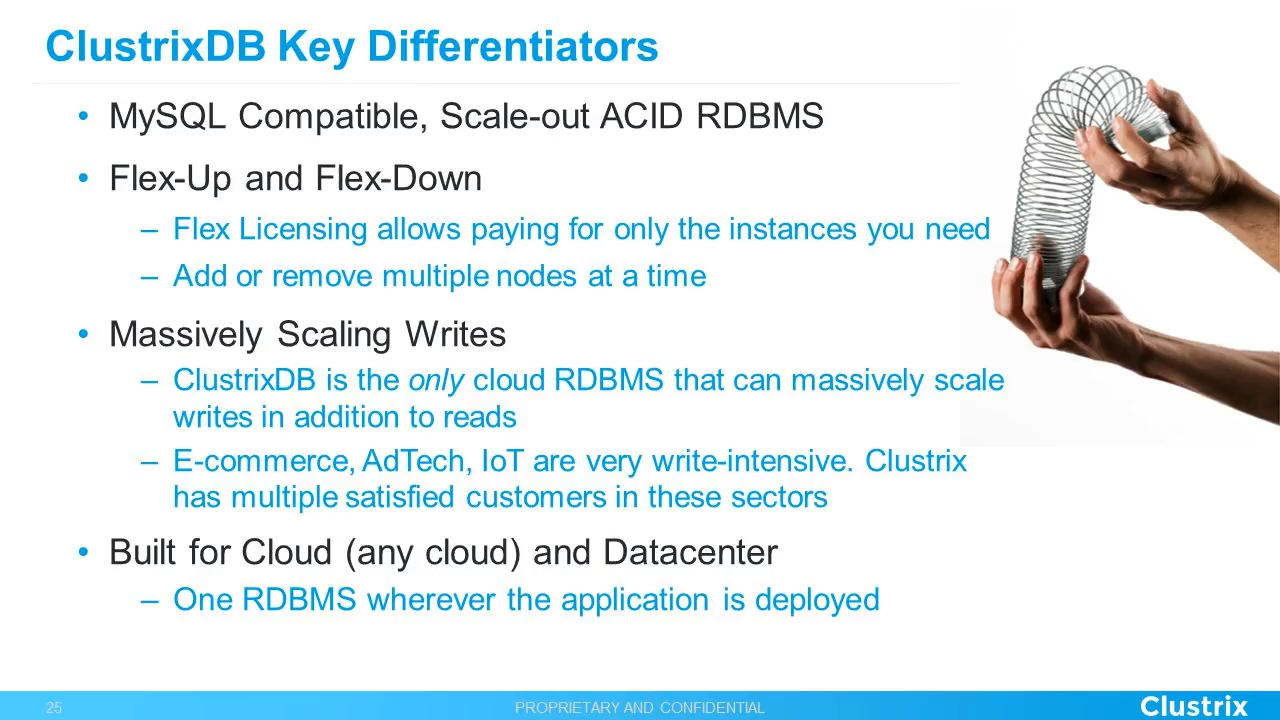 ClustrixDB Key Differentiators
• MySQL Compatible, Scale-out ACID RDBMS
• Flex-Up and Flex-Down
– Flex Licensing allows paying for only the instances you need
– Add or remove multiple nodes at a time
• Massively Scaling Writes
– ClustrixDB is the only cloud RDBMS that can massively scale
writes in addition to reads
– E-commerce, AdTech, IoT are very write-intensive. Clustrix
has multiple satisfied customers in these sectors
• Built for Cloud (any cloud) and Datacenter
– One RDBMS wherever the application is deployed
25 PROPRIETARY AND CONFIDENTIAL Clustrix